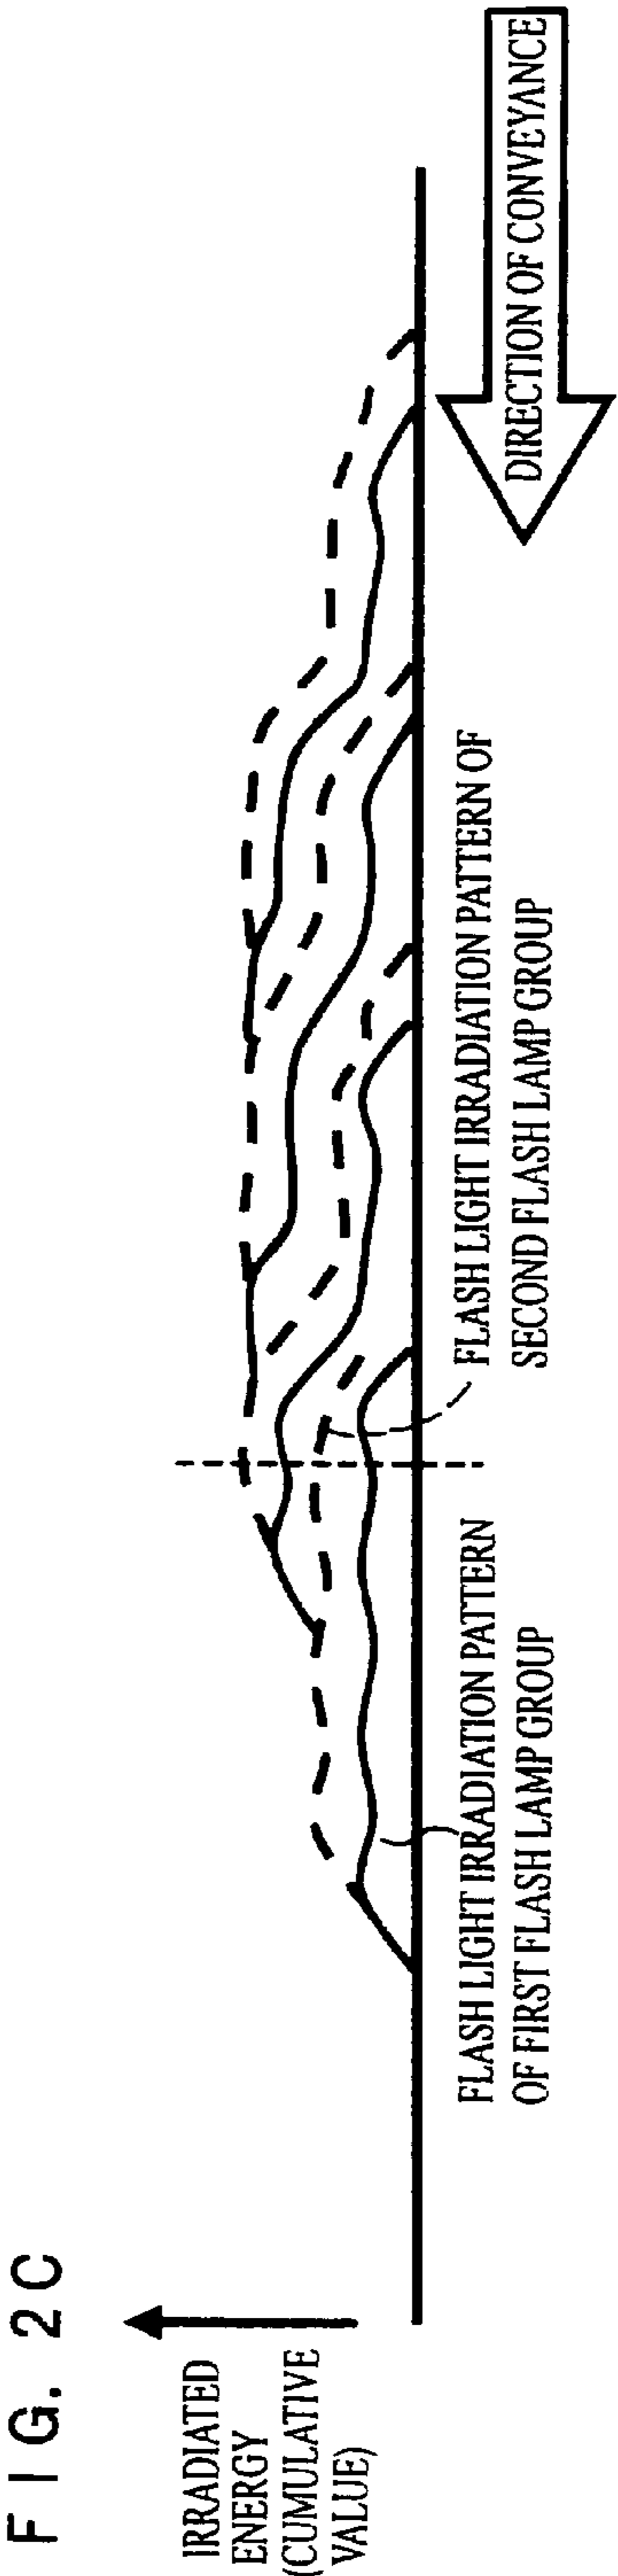 FIG. 2C
IRRADIATED
ENERGY
(CUMULATIVE
VALUE)
FLASH LIGHT IRRADIATION PATTERN
OF FIRST FLASH LAMP GROUP
FLASH LIGHT IRRADIATION PATTERN OF
SECOND FLASH LAMP GROUP
DIRECTION OF CONVEYANCE